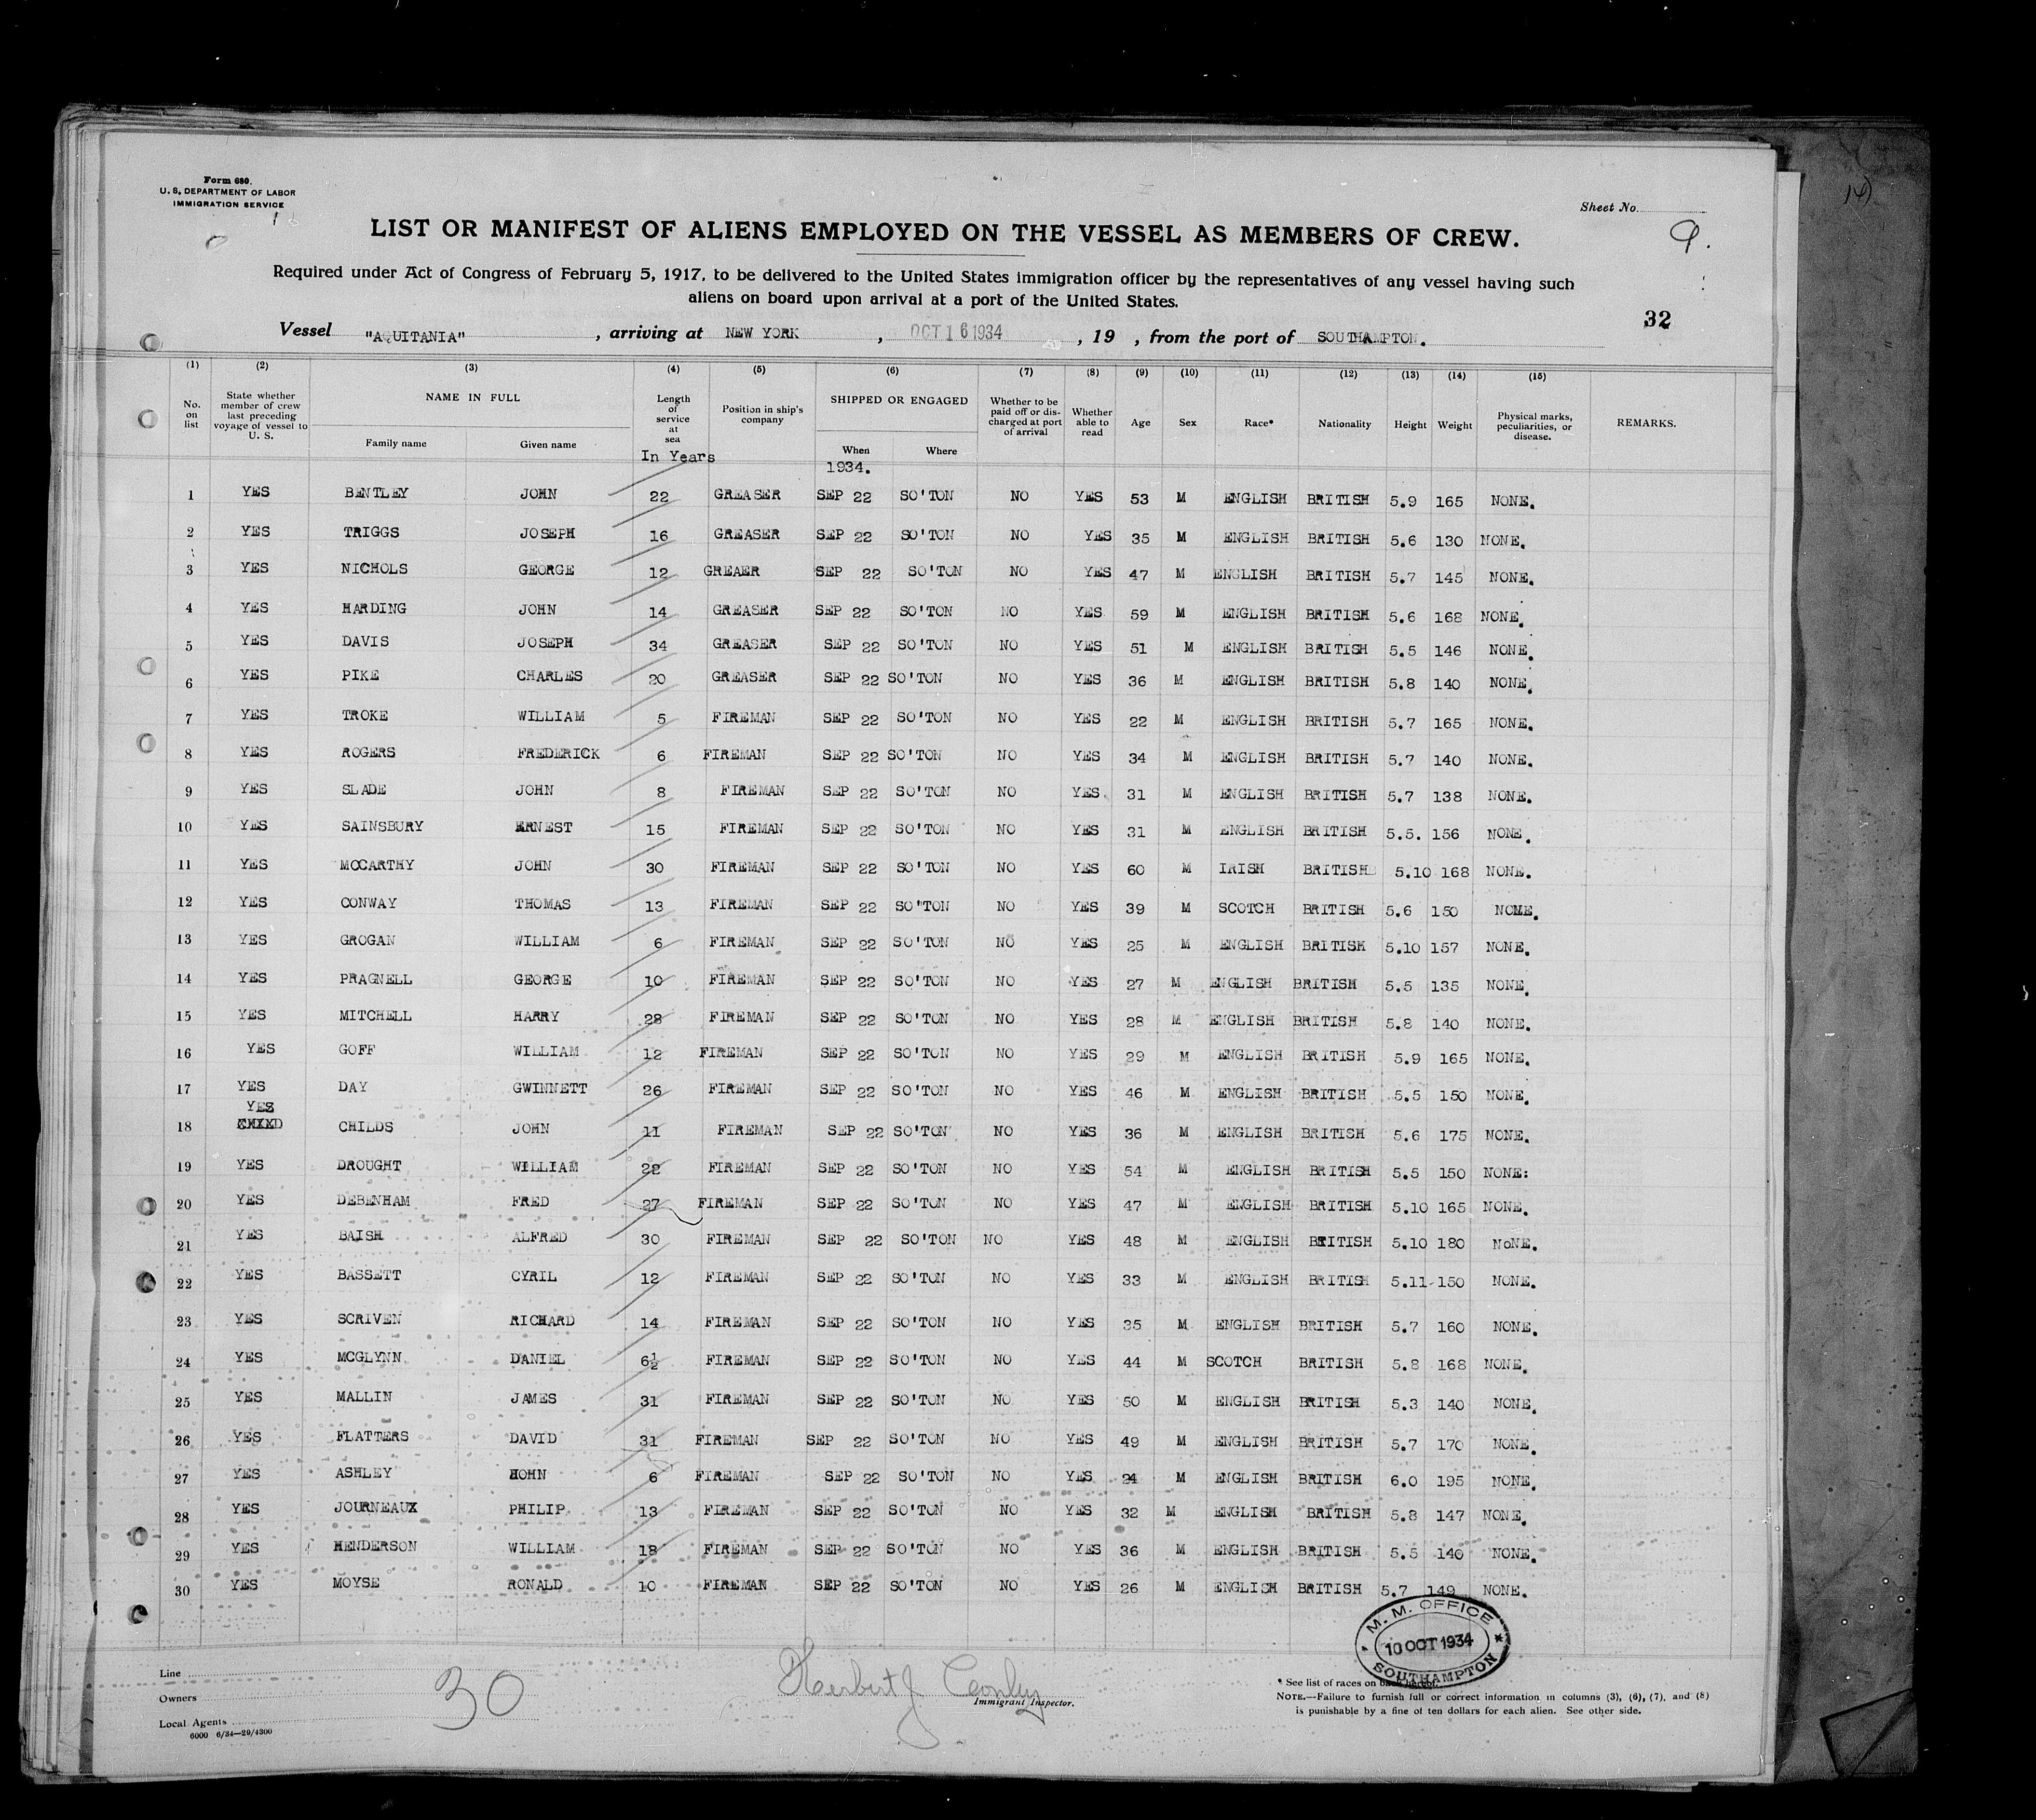 Form 680.
U. S. DEPARTMENT OF LABOR
IMMIGRATION SERVICE
Sheet No.
9.
LIST OR MANIFEST OF ALIENS EMPLOYED ON THE VESSEL AS MEMBERS OF CREW.
Required under Act of Congress of February 5, 1917, to be delivered to the United States immigration officer by the representatives of any vessel having such
aliens on board upon arrival at a port of the United States.
32
Vessel "AQUITANIA", arriving at NEW YORK, OCT 16 1934, 19 , from the port of SOUTHAMPTON.
(1) (2) (3) (4) (5) (6) (7) (8) (9) (10) (11) (12) (13) (14) (15)
No. on list State whether member of crew last preceding voyage of vessel to U. S. NAME IN FULL Family name Given name Length of service at sea Position in ship's company SHIPPED OR ENGAGED When Where Whether to be paid off or discharged at port of arrival Whether able to read Age Sex Race* Nationality Height Weight Physical marks, peculiarities, or disease. REMARKS.
In Years 1934.
1 YES BENTLEY JOHN 22 GREASER SEP 22 SO'TON NO YES 53 M ENGLISH BRITISH 5.9 165 NONE.
2 YES TRIGGS JOSEPH 16 GREASER SEP 22 SO'TON NO YES 35 M ENGLISH BRITISH 5.6 130 NONE.
3 YES NICHOLS GEORGE 12 GREAER SEP 22 SO'TON NO YES 47 M ENGLISH BRITISH 5.7 145 NONE.
4 YES HARDING JOHN 14 GREASER SEP 22 SO'TON NO YES 59 M ENGLISH BRITISH 5.6 168 NONE.
5 YES DAVIS JOSEPH 34 GREASER SEP 22 SO'TON NO YES 51 M ENGLISH BRITISH 5.5 146 NONE.
6 YES PIKE CHARLES 20 GREASER SEP 22 SO'TON NO YES 36 M ENGLISH BRITISH 5.8 140 NONE.
7 YES TROKE WILLIAM 5 FIREMAN SEP 22 SO'TON NO YES 22 M ENGLISH BRITISH 5.7 165 NONE.
8 YES ROGERS FREDERICK 6 FIREMAN SEP 22 SO'TON NO YES 34 M ENGLISH BRITISH 5.7 140 NONE.
9 YES SLADE JOHN 8 FIREMAN SEP 22 SO'TON NO YES. 31 M ENGLISH BRITISH 5.7 138 NONE.
10 YES SAINSBURY ERNEST 15 FIREMAN SEP 22 SO'TON NO YES 31 M ENGLISH BRITISH 5.5. 156 NONE.
11 YES MCCARTHY JOHN 30 FIREMAN SEP 22 SO'TON NO YES 60 M IRISH BRITISH 5.10 168 NONE.
12 YES CONWAY THOMAS 13 FIREMAN SEP 22 SO'TON NO YES 39 M SCOTCH BRITISH 5.6 150 NONE.
13 YES GROGAN WILLIAM 6 FIREMAN SEP 22 SO'TON NO YES 25 M ENGLISH BRITISH 5.10 157 NONE.
14 YES PRAGNELL GEORGE 10 FIREMAN SEP 22 SO'TON NO YES 27 M ENGLISH BRITISH 5.5 135 NONE.
15 YES MITCHELL HARRY 28 FIREMAN SEP 22 SO'TON NO YES 28 M ENGLISH BRITISH 5.8 140 NONE.
16 YES GOFF WILLIAM 12 FIREMAN SEP 22 SO'TON NO YES 29 M ENGLISH BRITISH 5.9 165 NONE.
17 YES DAY GWINNETT 26 FIREMAN SEP 22 SO'TON NO YES 46 M ENGLISH BRITISH 5.5 150 NONE.
18 YES CHILDS JOHN 11 FIREMAN SEP 22 SO'TON NO YES 36 M ENGLISH BRITISH 5.6 175 NONE.
19 YES DROUGHT WILLIAM 22 FIREMAN SEP 22 SO'TON NO YES 54 M ENGLISH BRITISH 5.5 150 NONE:
20 YES DEBENHAM FRED 27 FIREMAN SEP 22 SO'TON NO YES 47 M ENGLISH BRITISH 5.10 165 NONE.
21 YES BAISH ALFRED 30 FIREMAN SEP 22 SO'TON NO YES 48 M ENGLISH BRITISH 5.10 180 NoNE.
22 YES BASSETT CYRIL 12 FIREMAN SEP 22 SO'TON NO YES 33 M ENGLISH BRITISH 5.11 150 NONE.
23 YES SCRIVEN RICHARD 14 FIREMAN SEP 22 SO'TON NO YES 35 M ENGLISH BRITISH 5.7 160 NONE.
24 YES MCGLYNN DANIEL 6½ FIREMAN SEP 22 SO'TON NO YES 44 M SCOTCH BRITISH 5.8 168 NONE.
25 YES MALLIN JAMES 31 FIREMAN SEP 22 SO'TON NO YES 50 M ENGLISH BRITISH 5.3 140 NONE.
26 YES FLATTERS DAVID 31 FIREMAN SEP 22 SO'TON NO YES 49 M ENGLISH BRITISH 5.7 170 NONE.
27 YES ASHLEY HOHN 6 FIREMAN SEP 22 SO'TON NO YES 24 M ENGLISH BRITISH 6.0 195 NONE.
28 YES JOURNEAUX PHILIP 13 FIREMAN SEP 22 SO'TON NO YES 32 M ENGLISH BRITISH 5.8 147 NONE.
29 YES HENDERSON WILLIAM 18 FIREMAN SEP 22 SO'TON NO YES 36 M ENGLISH BRITISH 5.5 140 NONE.
30 YES MOYSE RONALD 10 FIREMAN SEP 22 SO'TON NO YES 26 M ENGLISH BRITISH 5.7 149 NONE.
M. M. OFFICE
10 OCT 1934
SOUTHAMPTON
Line
Owners
Local Agents
6000 6/34—29/4300
30
Herbert J Conley
Immigrant Inspector.
* See list of races on back hereof.
NOTE.—Failure to furnish full or correct information in columns (3), (6), (7), and (8)
is punishable by a fine of ten dollars for each alien. See other side.